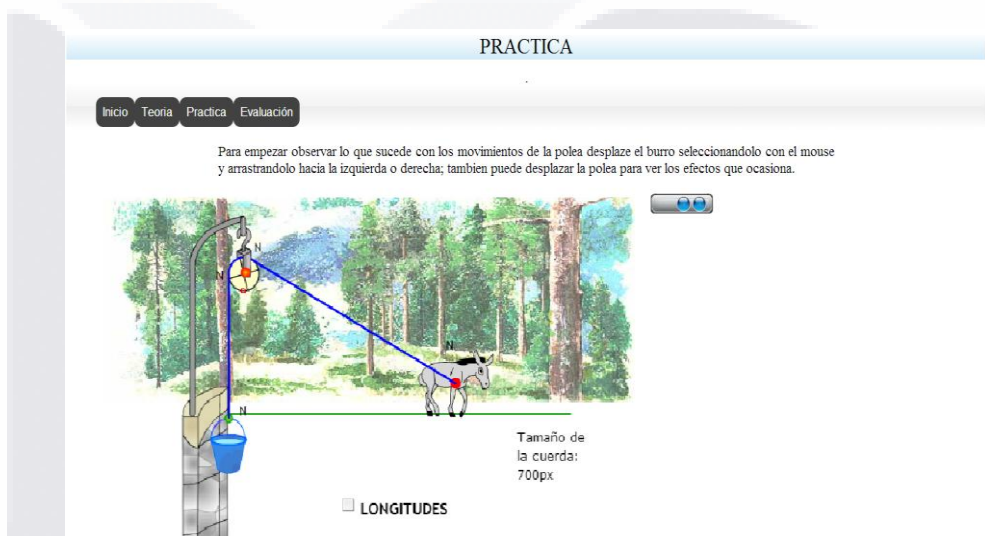 PRACTICA
.
Inicio Teoria Practica Evaluación
Para empezar observar lo que sucede con los movimientos de la polea desplaze el burro seleccionandolo con el mouse
y arrastrandolo hacia la izquierda o derecha; tambien puede desplazar la polea para ver los efectos que ocasiona.
N
N
N
N
Tamaño de
la cuerda:
700px
LONGITUDES